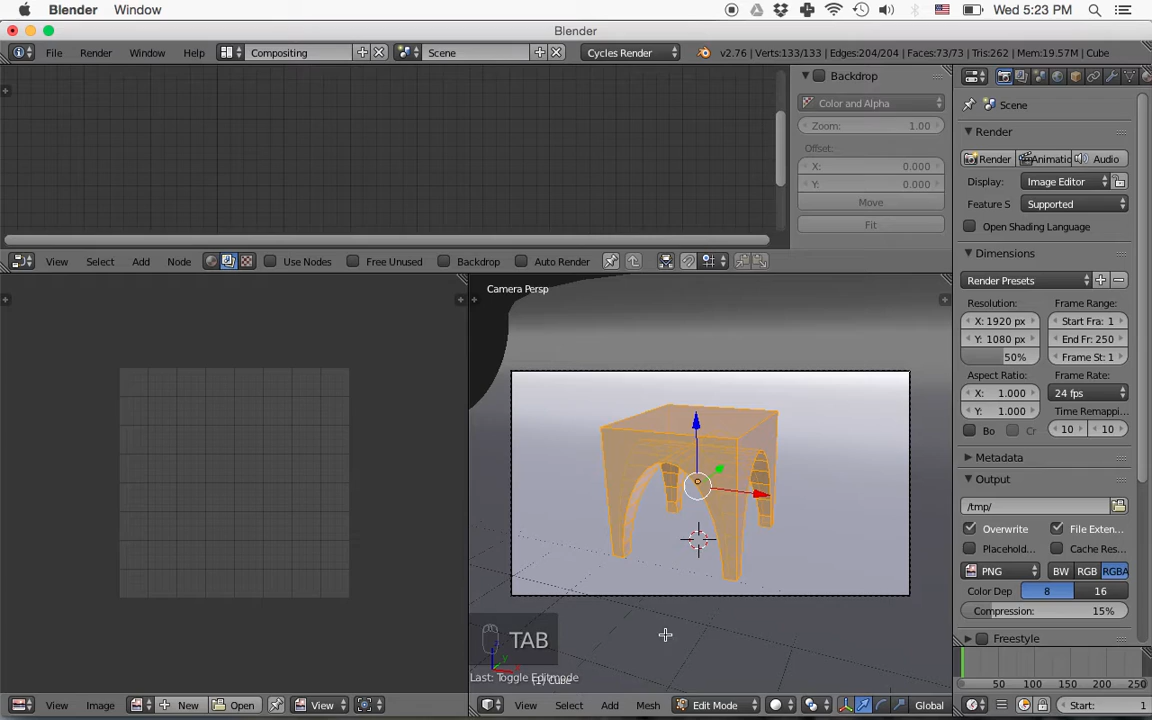 Blender Window Wed 5:23 PM
Blender
File Render Window Help Compositing Scene Cycles Render v2.76 | Verts:133/133 | Edges:204/204 | Faces:73/73 | Tris:262 | Mem:19.57M | Cube
Backdrop
Color and Alpha
Zoom: 1.00
Offset:
X: 0.000
Y: 0.000
Move
Fit
View Select Add Node Use Nodes Free Unused Backdrop Auto Render
Camera Persp
TAB
Last: Toggle Editmode
View Image New Open View
View Select Add Mesh Edit Mode Global
Scene
Render
Render Animatic Audio
Display: Image Editor
Feature S Supported
Open Shading Language
Dimensions
Render Presets
Resolution: Frame Range:
X: 1920 px Start Fra: 1
Y: 1080 px End Fr: 250
50% Frame St: 1
Aspect Ratio: Frame Rate:
X: 1.000 24 fps
Y: 1.000 Time Remappi...
Bo Cr 10 10
Metadata
Output
/tmp/
Overwrite File Exten...
Placehold... Cache Res...
PNG BW RGB RGBA
Color Dep 8 16
Compression: 15%
Freestyle
50 100 150 200 250
Start: 1